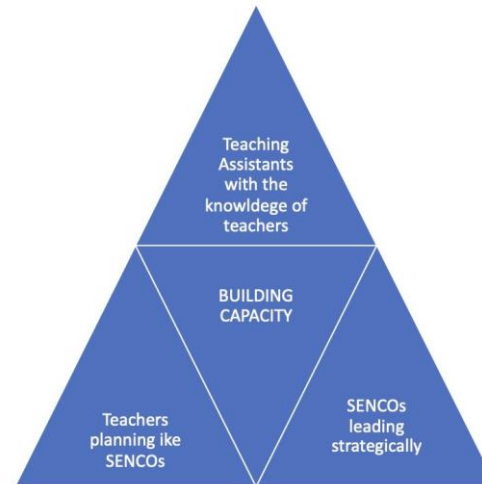 Teaching
Assistants
with the
knowldege of
teachers
BUILDING
CAPACITY
Teachers
planning ike
SENCOs
SENCOs
leading
strategically